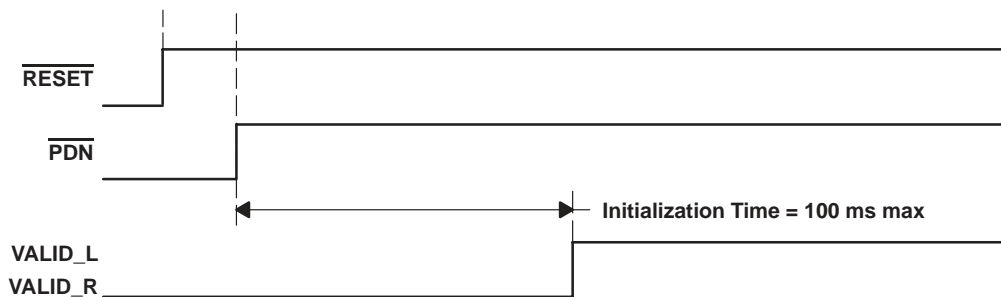 RESET
PDN
Initialization Time = 100 ms max
VALID_L
VALID_R